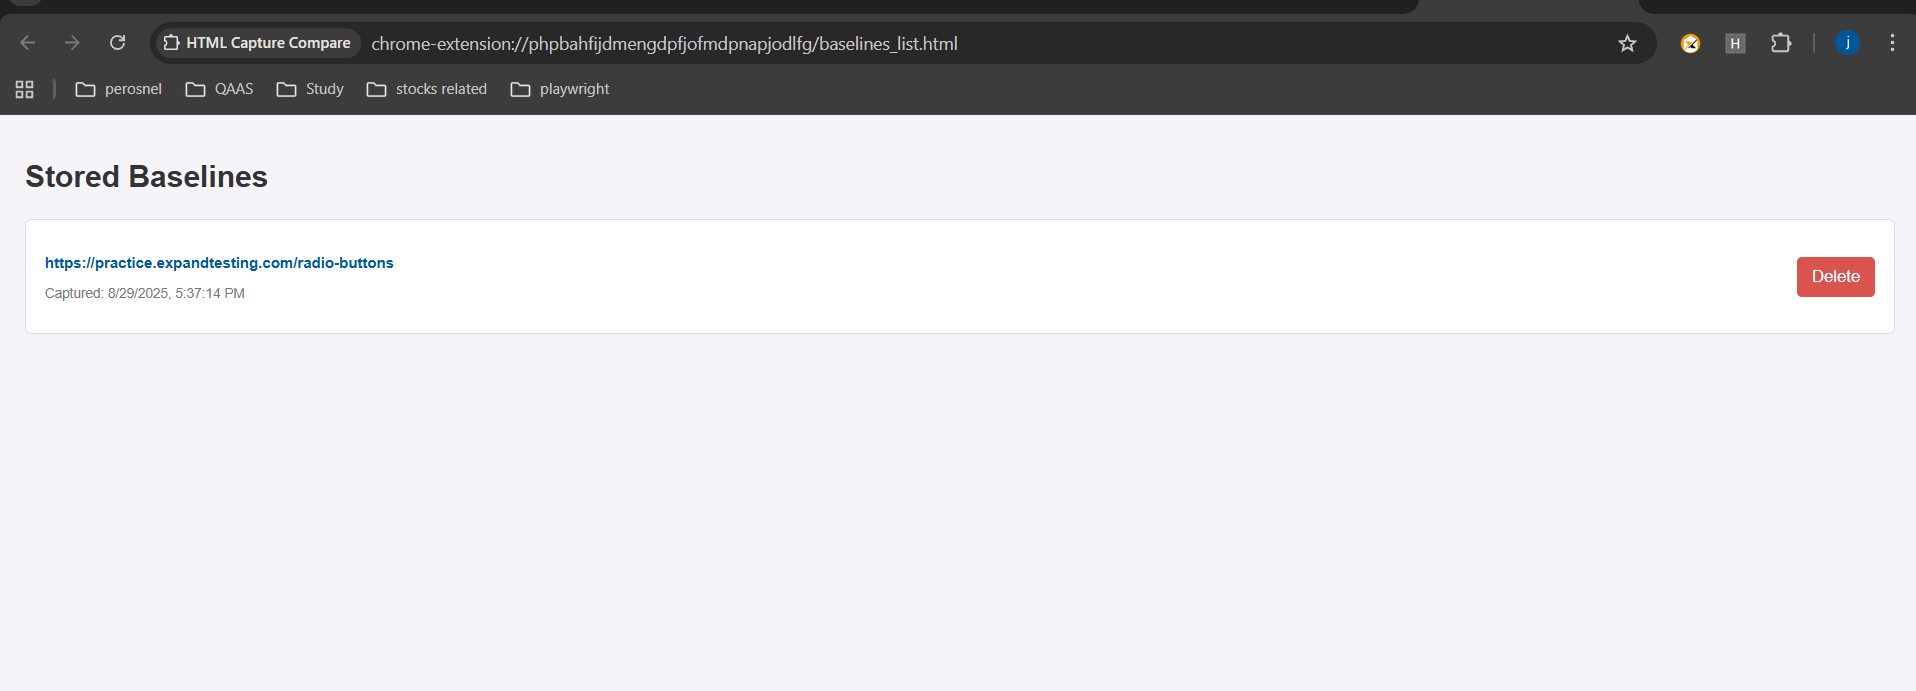 HTML Capture Compare chrome-extension://phpbahfijdmengdpfjofmdpnapjodlfg/baselines_list.html H j
perosnel QAAS Study stocks related playwright
Stored Baselines
https://practice.expandtesting.com/radio-buttons
Captured: 8/29/2025, 5:37:14 PM
Delete